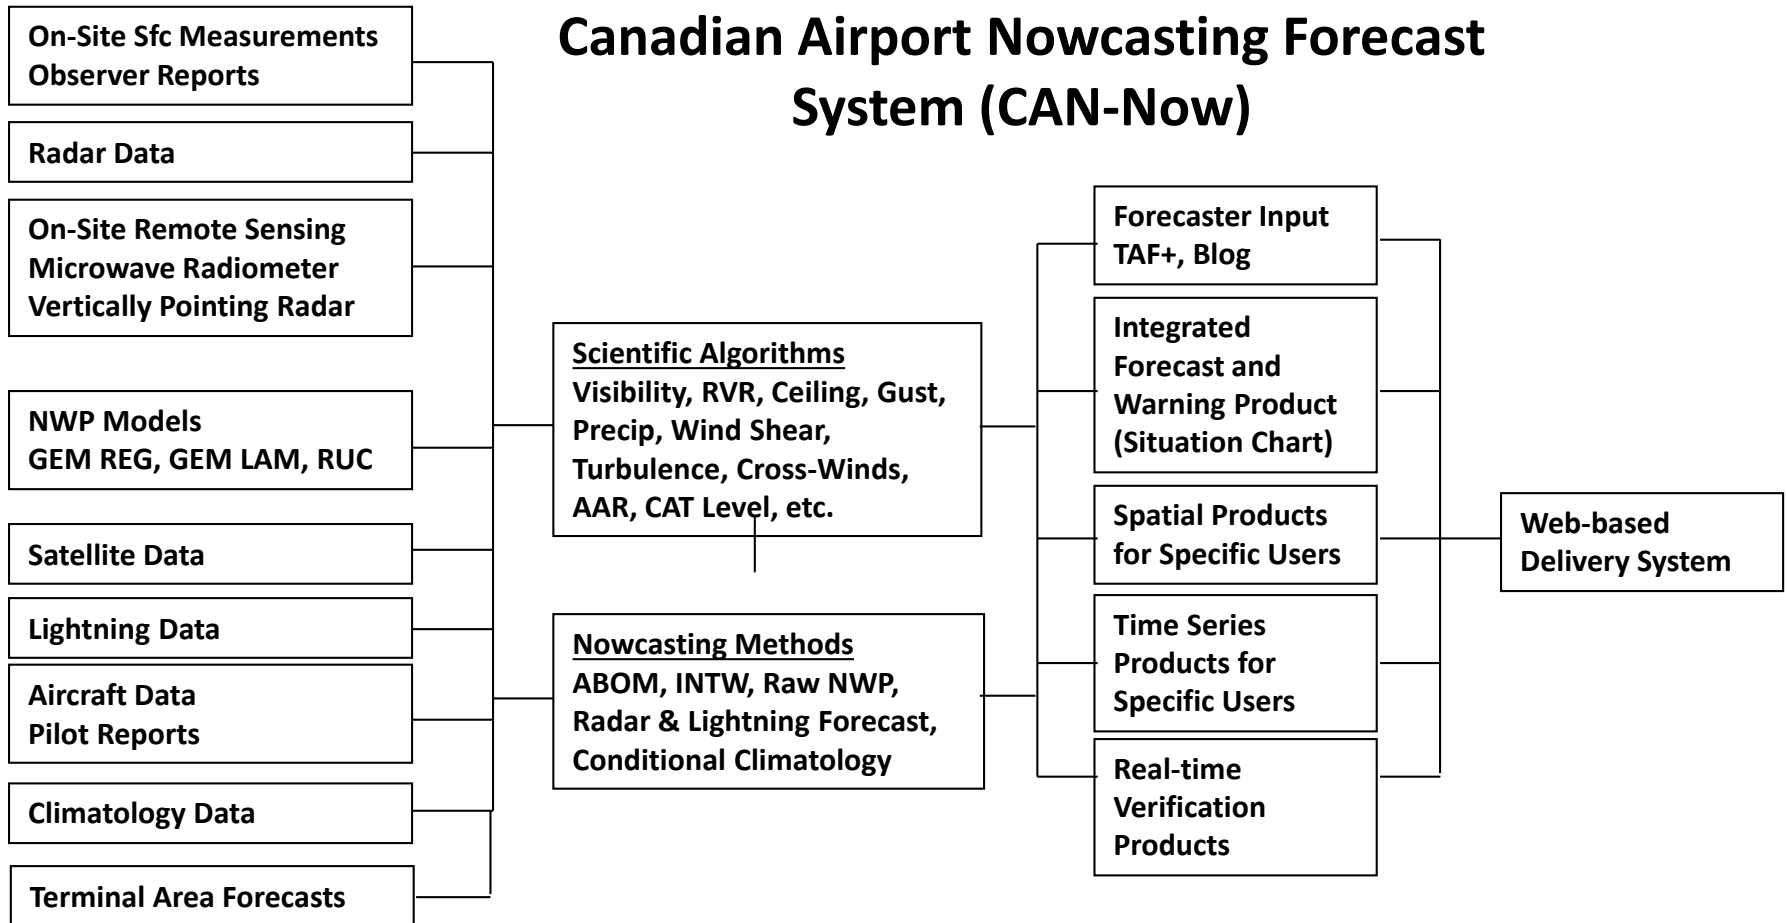 Canadian Airport Nowcasting Forecast
System (CAN-Now)
On-Site Sfc Measurements
Observer Reports
Radar Data
On-Site Remote Sensing
Microwave Radiometer
Vertically Pointing Radar
NWP Models
GEM REG, GEM LAM, RUC
Satellite Data
Lightning Data
Aircraft Data
Pilot Reports
Climatology Data
Terminal Area Forecasts
Scientific Algorithms
Visibility, RVR, Ceiling, Gust,
Precip, Wind Shear,
Turbulence, Cross-Winds,
AAR, CAT Level, etc.
Nowcasting Methods
ABOM, INTW, Raw NWP,
Radar & Lightning Forecast,
Conditional Climatology
Forecaster Input
TAF+, Blog
Integrated
Forecast and
Warning Product
(Situation Chart)
Spatial Products
for Specific Users
Time Series
Products for
Specific Users
Real-time
Verification
Products
Web-based
Delivery System